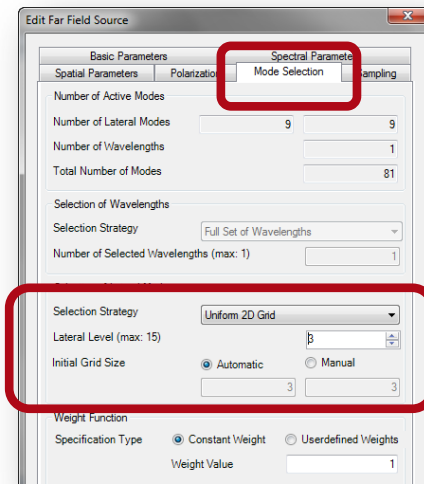 Edit Far Field Source
Basic Parameters Spectral Paramete
Spatial Parameters Polarization Mode Selection Sampling
Number of Active Modes
Number of Lateral Modes 9 9
Number of Wavelengths 1
Total Number of Modes 81
Selection of Wavelengths
Selection Strategy Full Set of Wavelengths
Number of Selected Wavelengths (max: 1) 1
Selection Strategy Uniform 2D Grid
Lateral Level (max: 15) 3
Initial Grid Size Automatic Manual
3 3
Weight Function
Specification Type Constant Weight Userdefined Weights
Weight Value 1